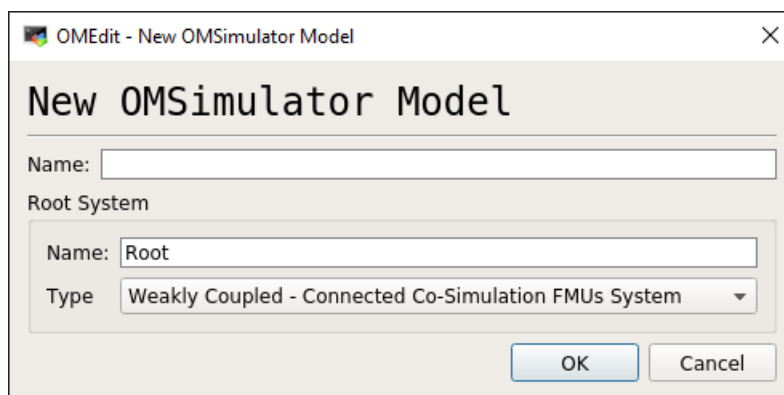 OMEdit - New OMSimulator Model
New OMSimulator Model
Name:
Root System
Name: Root
Type Weakly Coupled - Connected Co-Simulation FMUs System
OK Cancel